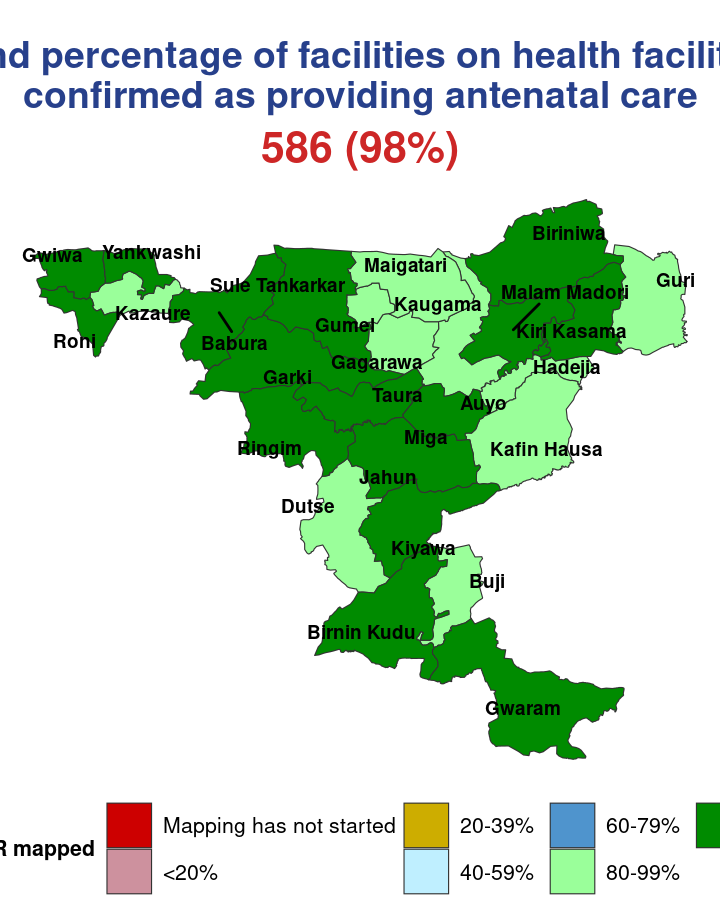 nd percentage of facilities on health facilit
confirmed as providing antenatal care
586 (98%)
Biriniwa
Gwiwa
Yankwashi
Maigatari
Guri
Sule Tankarkar
Malam Madori
Kaugama
Kazaure
Gumel
Kiri Kasama
Roni
Babura
Gagarawa
Hadejia
Garki
Taura
Auyo
Miga
Ringim
Kafin Hausa
Jahun
Dutse
Kiyawa
Buji
Birnin Kudu
Gwaram
R mapped
Mapping has not started
20-39%
60-79%
<20%
40-59%
80-99%